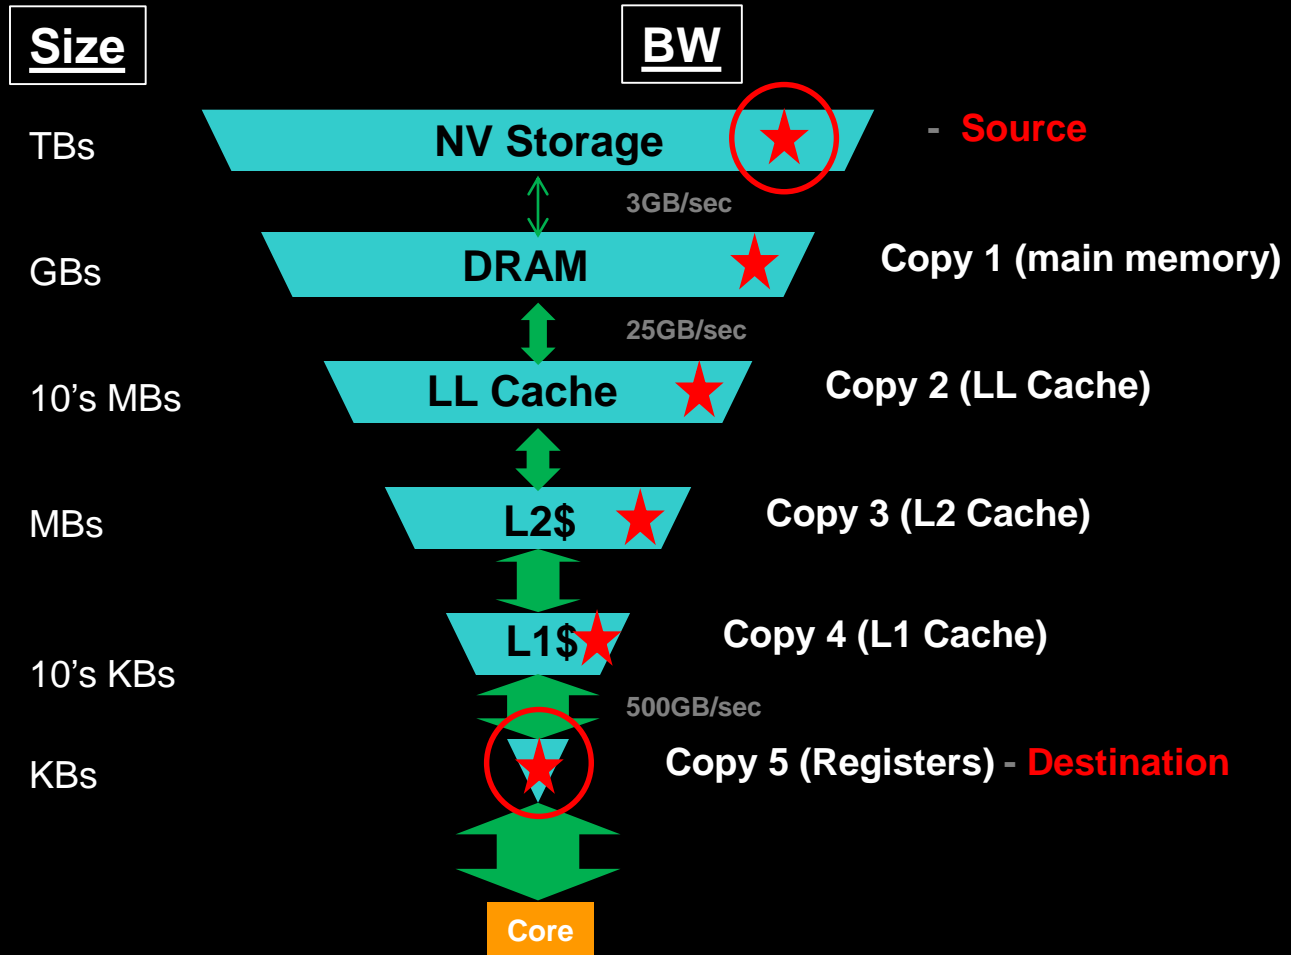 Size
BW
TBs
NV Storage
- Source
3GB/sec
GBs
DRAM
Copy 1 (main memory)
25GB/sec
10's MBs
LL Cache
Copy 2 (LL Cache)
MBs
L2$
Copy 3 (L2 Cache)
10's KBs
L1$
Copy 4 (L1 Cache)
500GB/sec
KBs
Copy 5 (Registers) - Destination
Core